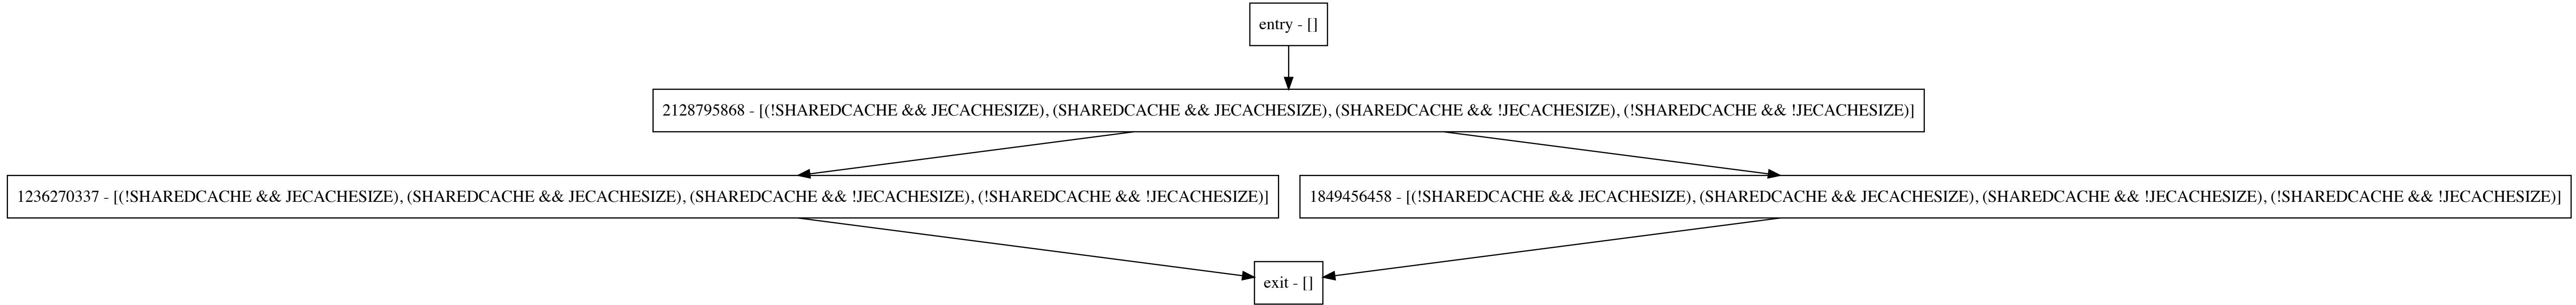 entry - []
2128795868 - [(!SHAREDCACHE && JECACHESIZE), (SHAREDCACHE && JECACHESIZE), (SHAREDCACHE && !JECACHESIZE), (!SHAREDCACHE && !JECACHESIZE)]
1236270337 - [(!SHAREDCACHE && JECACHESIZE), (SHAREDCACHE && JECACHESIZE), (SHAREDCACHE && !JECACHESIZE), (!SHAREDCACHE && !JECACHESIZE)]
1849456458 - [(!SHAREDCACHE && JECACHESIZE), (SHAREDCACHE && JECACHESIZE), (SHAREDCACHE && !JECACHESIZE), (!SHAREDCACHE && !JECACHESIZE)]
exit - []